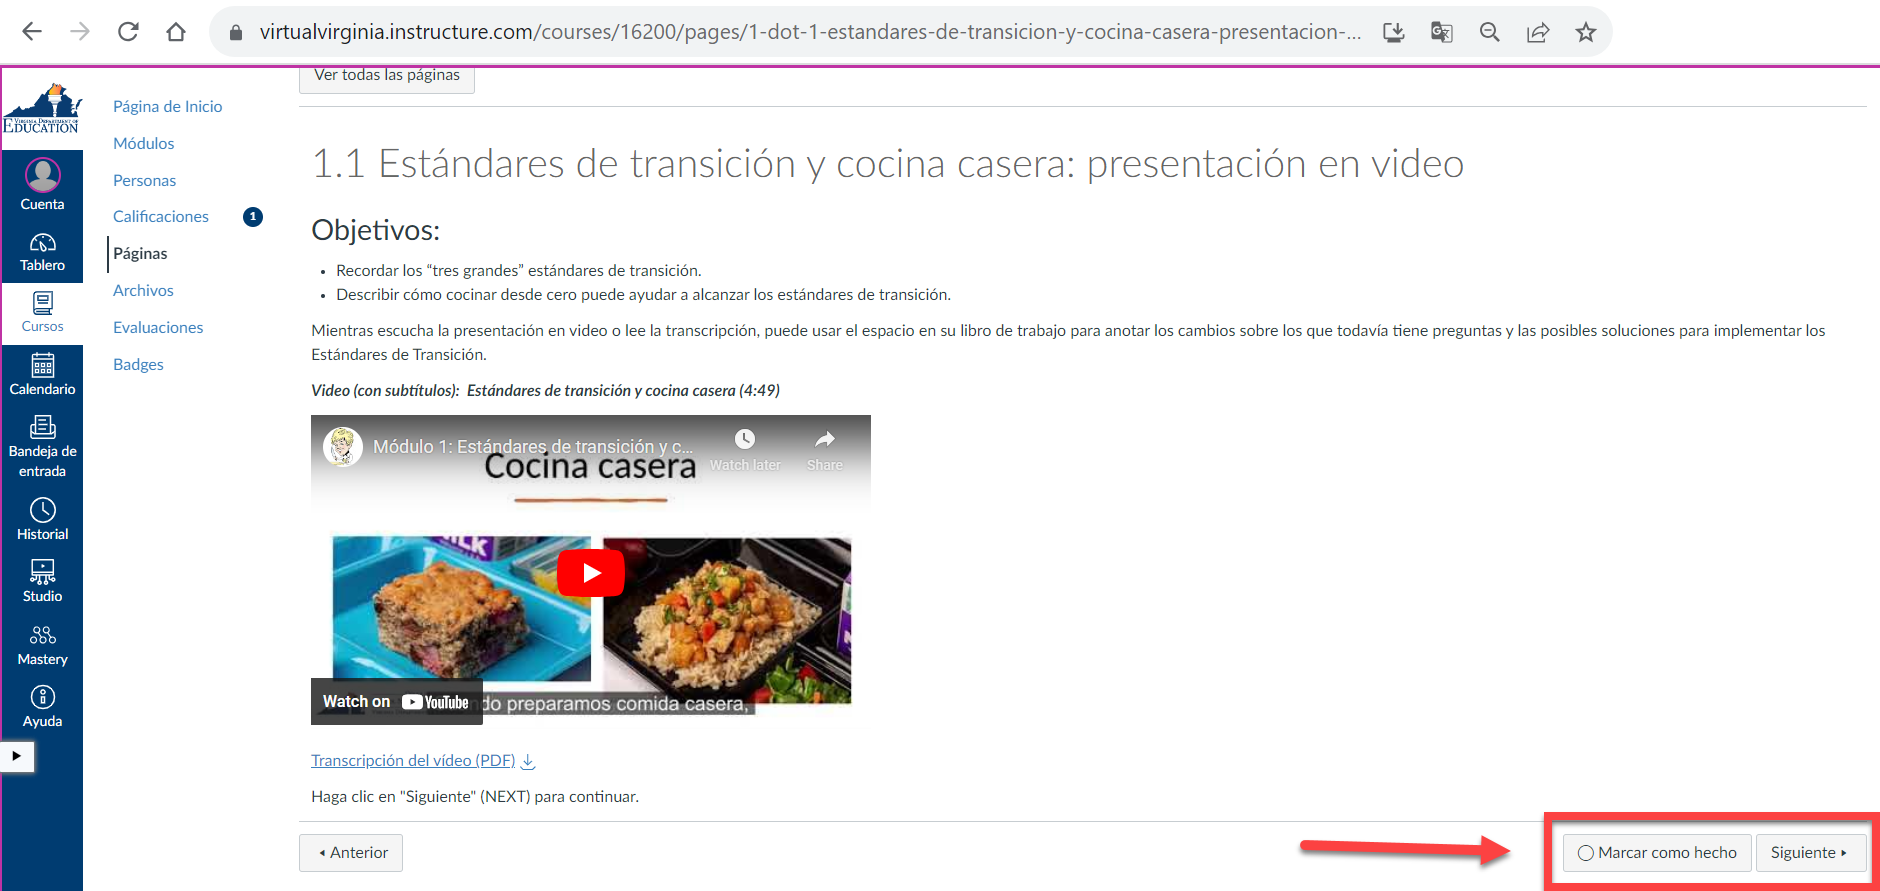 virtualvirginia.instructure.com/courses/16200/pages/1-dot-1-estandares-de-transicion-y-cocina-casera-presentacion-...
Ver todas las páginas
VIRGINIA DEPARTMENT OF
EDUCATION
Cuenta
Tablero
Cursos
Calendario
Bandeja de
entrada
Historial
Studio
Mastery
Ayuda
Página de Inicio
Módulos
Personas
Calificaciones 1
Páginas
Archivos
Evaluaciones
Badges
1.1 Estándares de transición y cocina casera: presentación en video
Objetivos:
• Recordar los “tres grandes” estándares de transición.
• Describir cómo cocinar desde cero puede ayudar a alcanzar los estándares de transición.
Mientras escucha la presentación en video o lee la transcripción, puede usar el espacio en su libro de trabajo para anotar los cambios sobre los que todavía tiene preguntas y las posibles soluciones para implementar los
Estándares de Transición.
Video (con subtítulos): Estándares de transición y cocina casera (4:49)
Módulo 1: Estándares de transición y c...
Watch later
Share
Cocina casera
Watch on YouTube
do preparamos comida casera,
Transcripción del vídeo (PDF)
Haga clic en "Siguiente" (NEXT) para continuar.
Anterior
Marcar como hecho
Siguiente